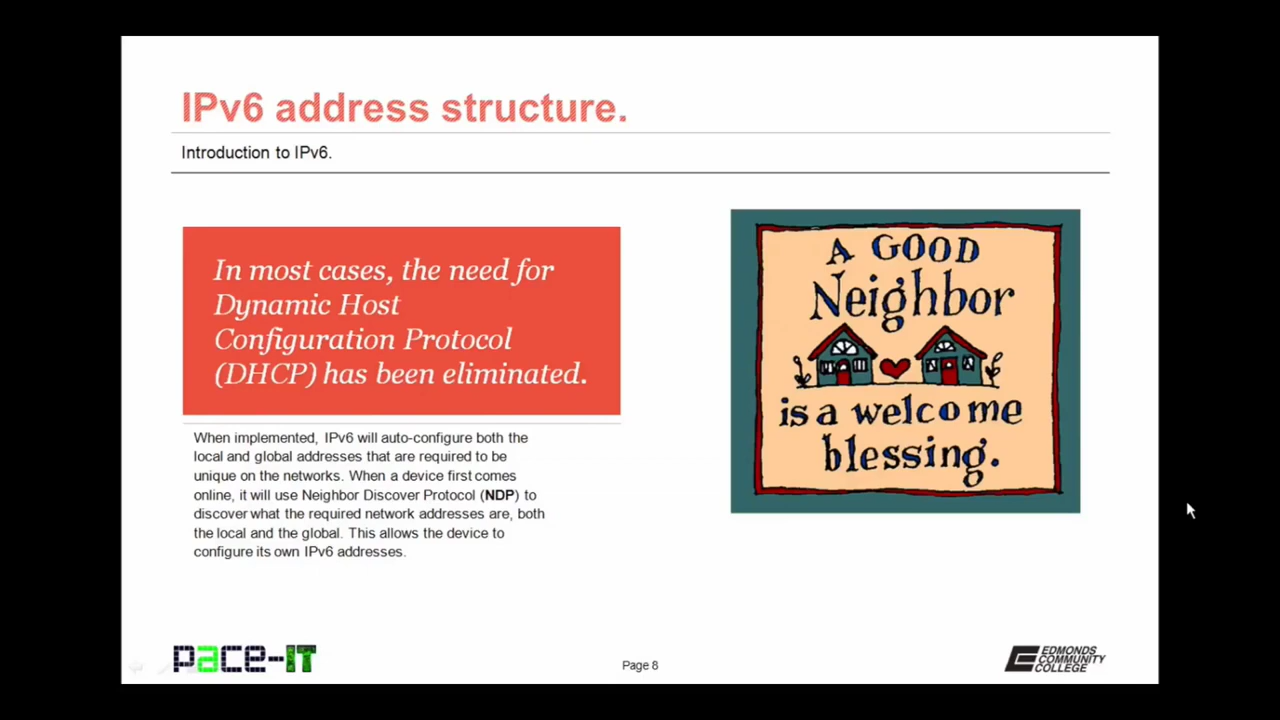 IPv6 address structure.
Introduction to IPv6.
In most cases, the need for
Dynamic Host
Configuration Protocol
(DHCP) has been eliminated.
When implemented, IPv6 will auto-configure both the
local and global addresses that are required to be
unique on the networks. When a device first comes
online, it will use Neighbor Discover Protocol (NDP) to
discover what the required network addresses are, both
the local and the global. This allows the device to
configure its own IPv6 addresses.
A GOOD
Neighbor
is a welcome
blessing.
pace-IT
Page 8
EDMONDS
COMMUNITY
COLLEGE